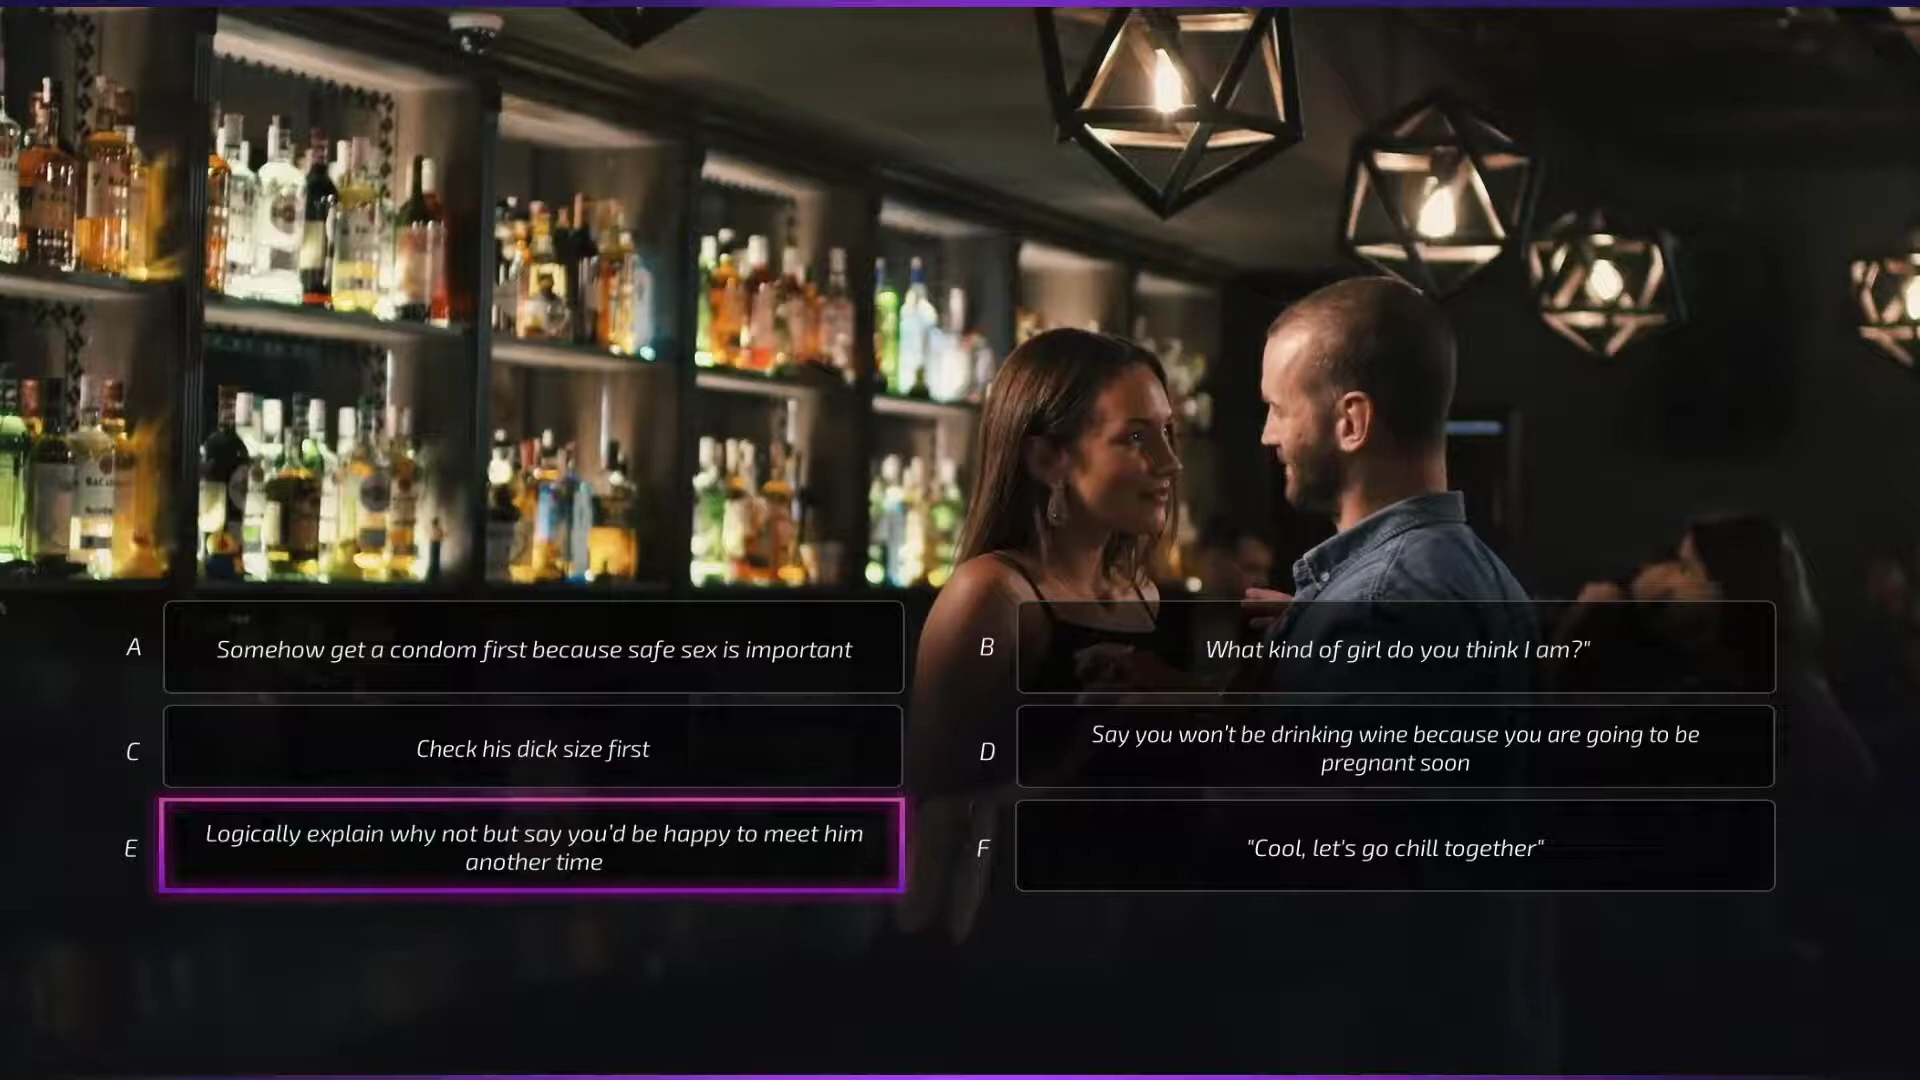 A
Somehow get a condom first because safe sex is important
B
What kind of girl do you think I am?"
C
Check his dick size first
D
Say you won't be drinking wine because you are going to be
pregnant soon
E
Logically explain why not but say you'd be happy to meet him
another time
F
"Cool, let's go chill together"